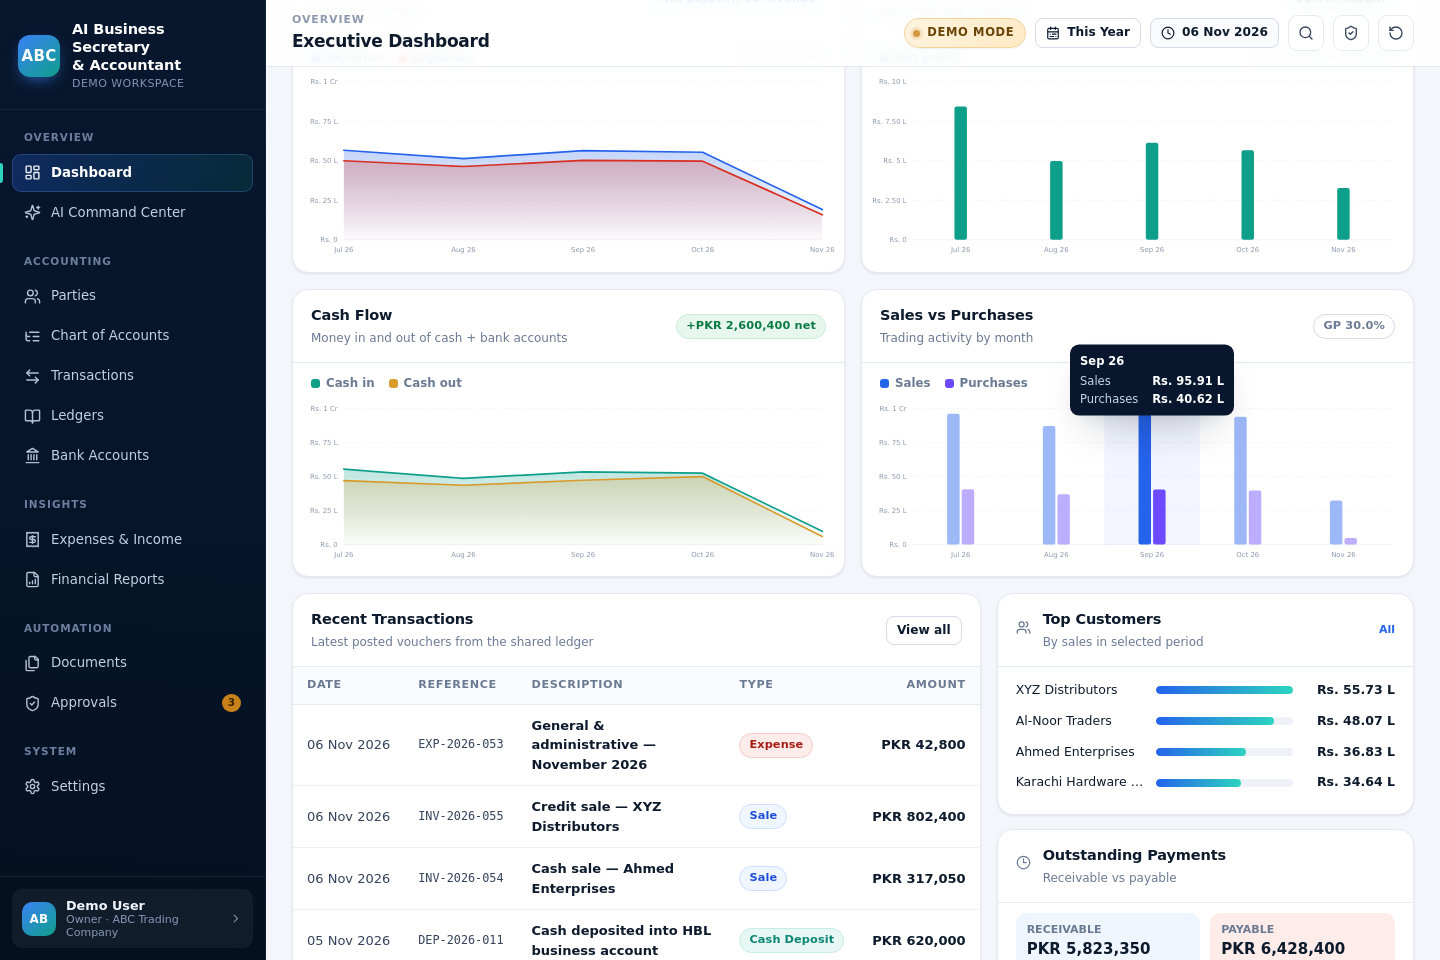 ABC
AI Business
Secretary
& Accountant
DEMO WORKSPACE
OVERVIEW
Dashboard
AI Command Center
ACCOUNTING
Parties
Chart of Accounts
Transactions
Ledgers
Bank Accounts
INSIGHTS
Expenses & Income
Financial Reports
AUTOMATION
Documents
Approvals
3
SYSTEM
Settings
AB
Demo User
Owner · ABC Trading
Company
OVERVIEW
Executive Dashboard
DEMO MODE
This Year
06 Nov 2026
Rs. 1 Cr
Rs. 75 L
Rs. 50 L
Rs. 25 L
Rs. 0
Jul 26
Aug 26
Sep 26
Oct 26
Nov 26
Rs. 10 L
Rs. 7.50 L
Rs. 5 L
Rs. 2.50 L
Rs. 0
Jul 26
Aug 26
Sep 26
Oct 26
Nov 26
Cash Flow
Money in and out of cash + bank accounts
+PKR 2,600,400 net
Cash in
Cash out
Rs. 1 Cr
Rs. 75 L
Rs. 50 L
Rs. 25 L
Rs. 0
Jul 26
Aug 26
Sep 26
Oct 26
Nov 26
Sales vs Purchases
Trading activity by month
GP 30.0%
Sales
Purchases
Sep 26
Sales Rs. 95.91 L
Purchases Rs. 40.62 L
Rs. 1 Cr
Rs. 75 L
Rs. 50 L
Rs. 25 L
Rs. 0
Jul 26
Aug 26
Sep 26
Oct 26
Nov 26
Recent Transactions
Latest posted vouchers from the shared ledger
View all
DATE REFERENCE DESCRIPTION TYPE AMOUNT
06 Nov 2026 EXP-2026-053 General &
administrative —
November 2026 Expense PKR 42,800
06 Nov 2026 INV-2026-055 Credit sale — XYZ
Distributors Sale PKR 802,400
06 Nov 2026 INV-2026-054 Cash sale — Ahmed
Enterprises Sale PKR 317,050
05 Nov 2026 DEP-2026-011 Cash deposited into HBL
business account Cash Deposit PKR 620,000
Top Customers
By sales in selected period
All
XYZ Distributors Rs. 55.73 L
Al-Noor Traders Rs. 48.07 L
Ahmed Enterprises Rs. 36.83 L
Karachi Hardware ... Rs. 34.64 L
Outstanding Payments
Receivable vs payable
RECEIVABLE
PKR 5,823,350
PAYABLE
PKR 6,428,400